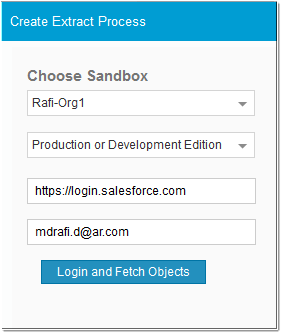 Create Extract Process
Choose Sandbox
Rafi-Org1
Production or Development Edition
https://login.salesforce.com
mdrafi.d@ar.com
Login and Fetch Objects